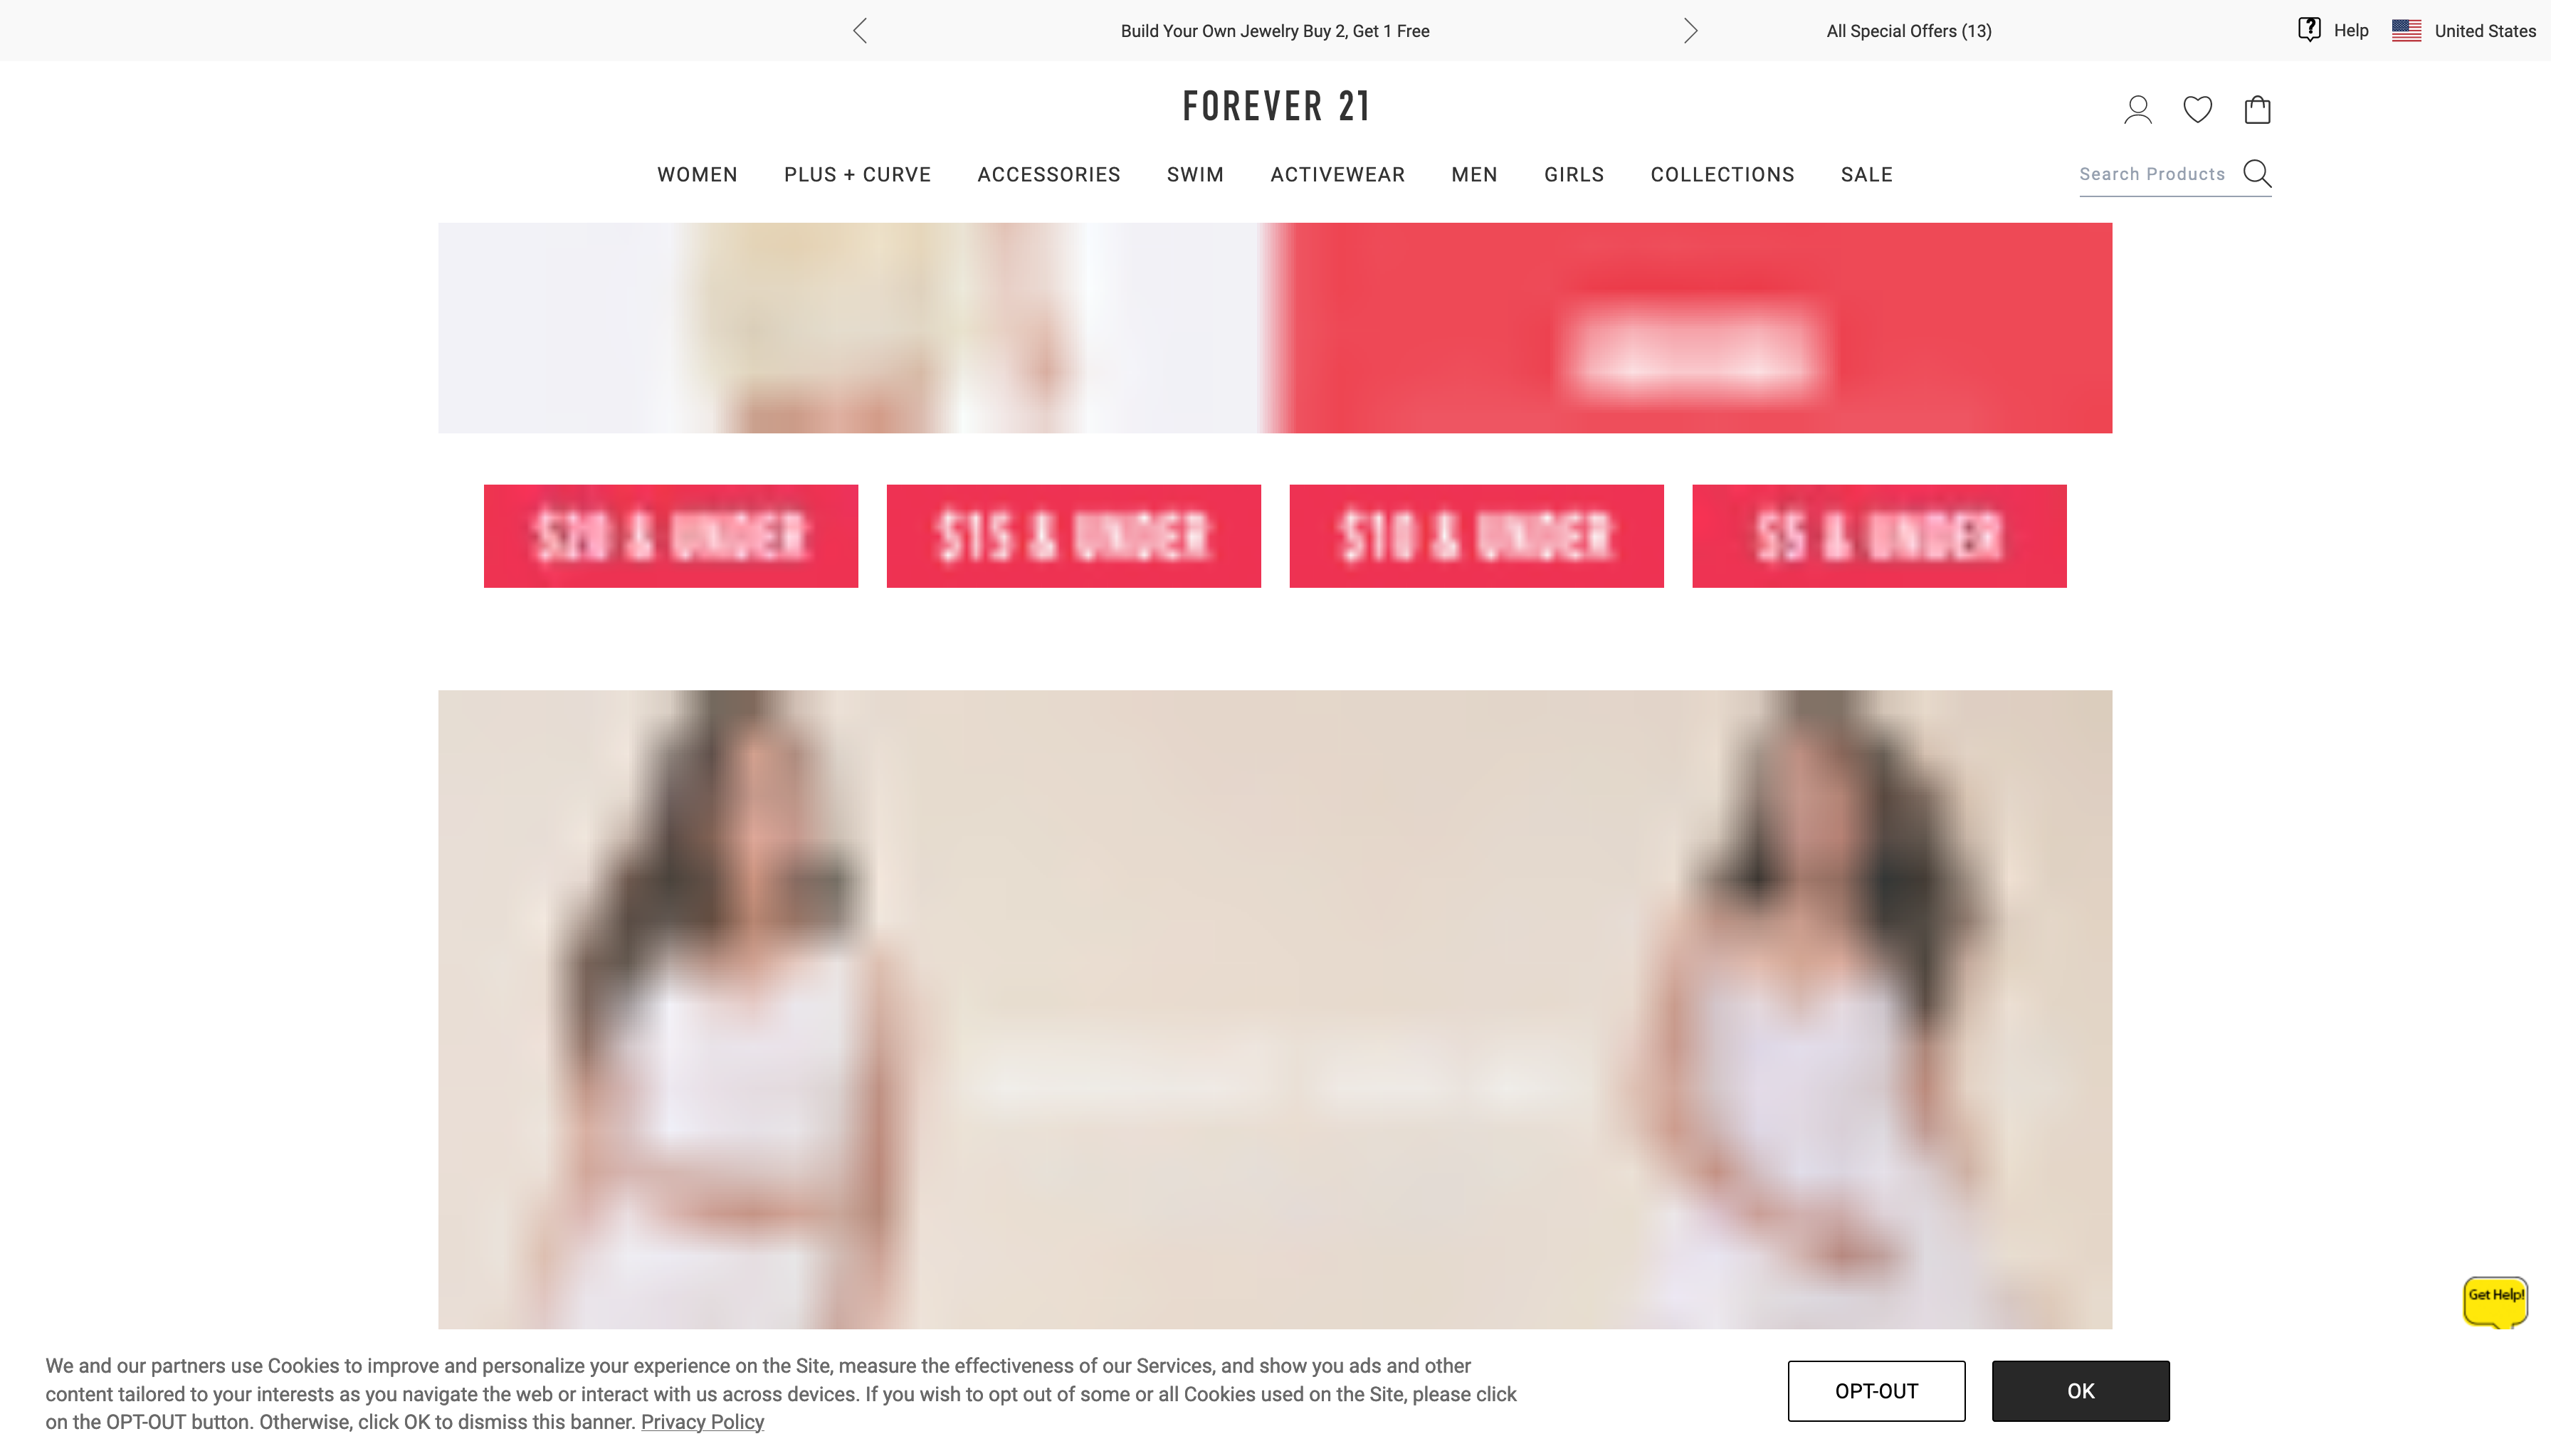 Build Your Own Jewelry Buy 2, Get 1 Free
All Special Offers (13)
? Help
United States
FOREVER 21
WOMEN PLUS + CURVE ACCESSORIES SWIM ACTIVEWEAR MEN GIRLS COLLECTIONS SALE
Search Products
$20 & UNDER
$15 & UNDER
$10 & UNDER
$5 & UNDER
Get Help!
We and our partners use Cookies to improve and personalize your experience on the Site, measure the effectiveness of our Services, and show you ads and other
content tailored to your interests as you navigate the web or interact with us across devices. If you wish to opt out of some or all Cookies used on the Site, please click
on the OPT-OUT button. Otherwise, click OK to dismiss this banner. Privacy Policy
OPT-OUT
OK